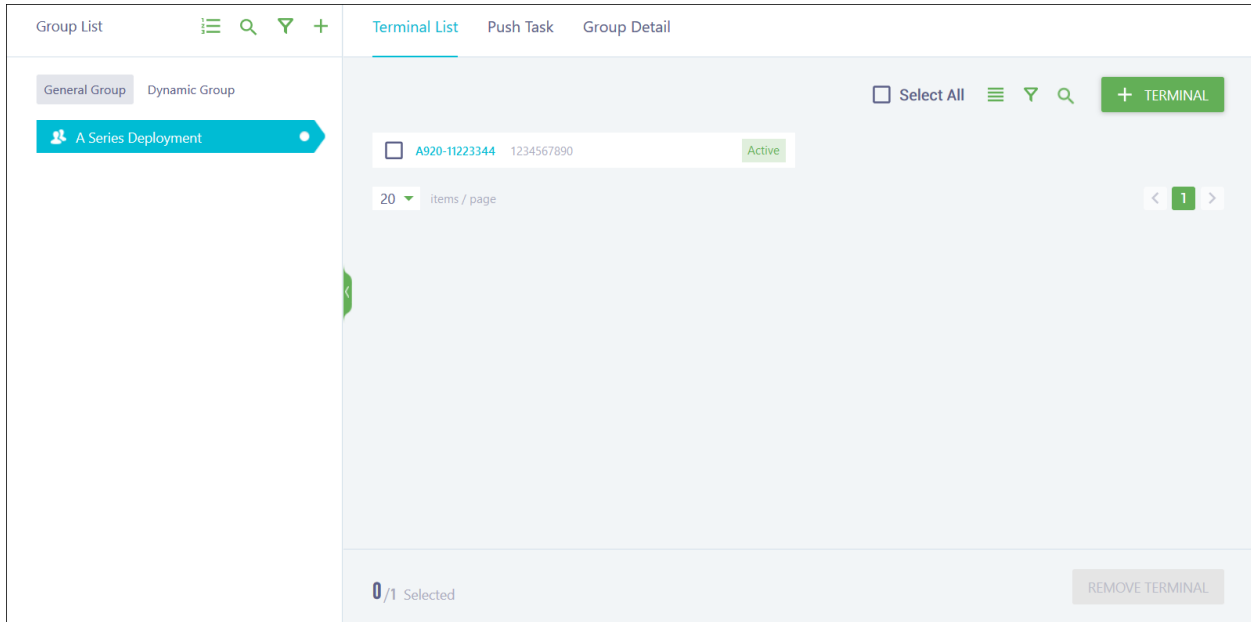 Group List
Terminal List Push Task Group Detail
General Group Dynamic Group
Select All + TERMINAL
A Series Deployment
A920-11223344 1234567890 Active
20 items / page
< 1 >
0/1 Selected
REMOVE TERMINAL